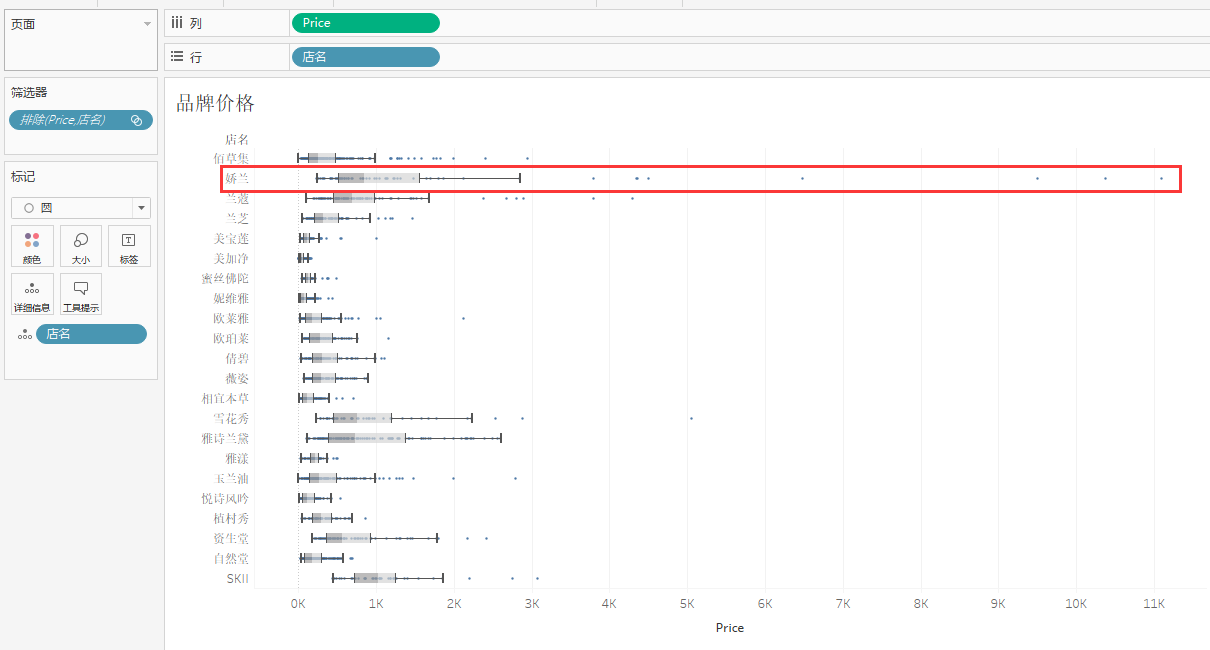 页面
列
Price
行
店名
筛选器
排除(Price,店名)
标记
圆
颜色
大小
标签
详细信息
工具提示
店名
品牌价格
店名
佰草集
娇兰
兰蔻
兰芝
美宝莲
美加净
蜜丝佛陀
妮维雅
欧莱雅
欧珀莱
倩碧
薇姿
相宜本草
雪花秀
雅诗兰黛
雅漾
玉兰油
悦诗风吟
植村秀
资生堂
自然堂
SKII
0K 1K 2K 3K 4K 5K 6K 7K 8K 9K 10K 11K
Price